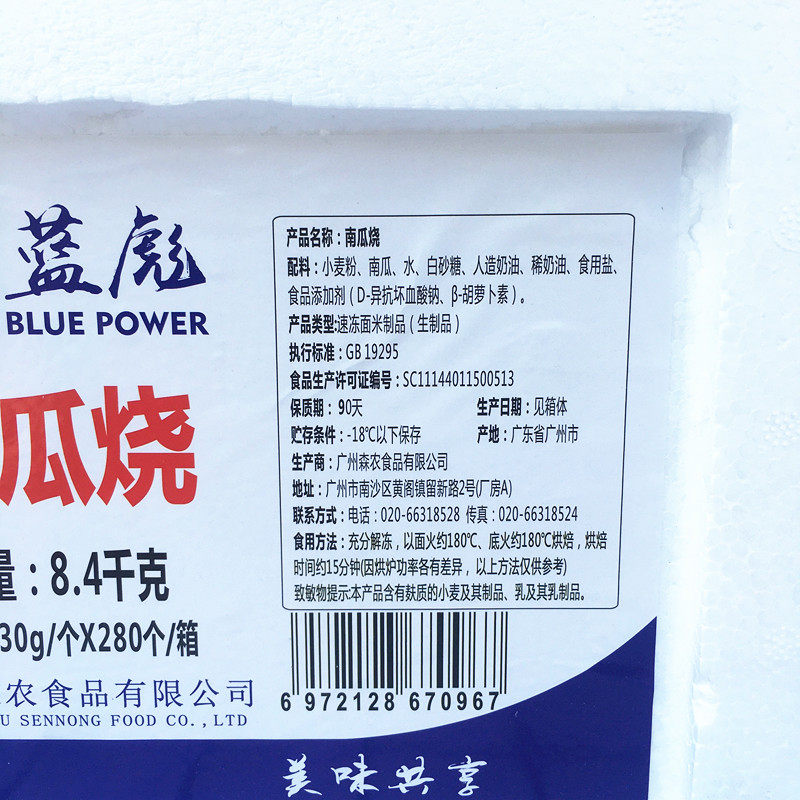 蓝彪
BLUE POWER
瓜烧
量：8.4千克
30g/个X280个/箱
农食品有限公司
U SENNONG FOOD CO.,LTD
产品名称：南瓜烧
配料：小麦粉、南瓜、水、白砂糖、人造奶油、稀奶油、食用盐、
食品添加剂（D-异抗坏血酸钠、β-胡萝卜素）。
产品类型:速冻面米制品（生制品）
执行标准：GB 19295
食品生产许可证编号：SC11144011500513
保质期：90天 生产日期：见箱体
贮存条件：-18℃以下保存 产地：广东省广州市
生产商：广州森农食品有限公司
地址：广州市南沙区黄阁镇留新路2号(厂房A)
联系方式：电话：020-66318528 传真：020-66318524
食用方法：充分解冻，以面火约180℃、底火约180℃烘焙，烘焙
时间约15分钟(因烘炉功率各有差异，以上方法仅供参考)
致敏物提示:本产品含有麸质的小麦及其制品、乳及其乳制品。
6 972128 670967
美味共享